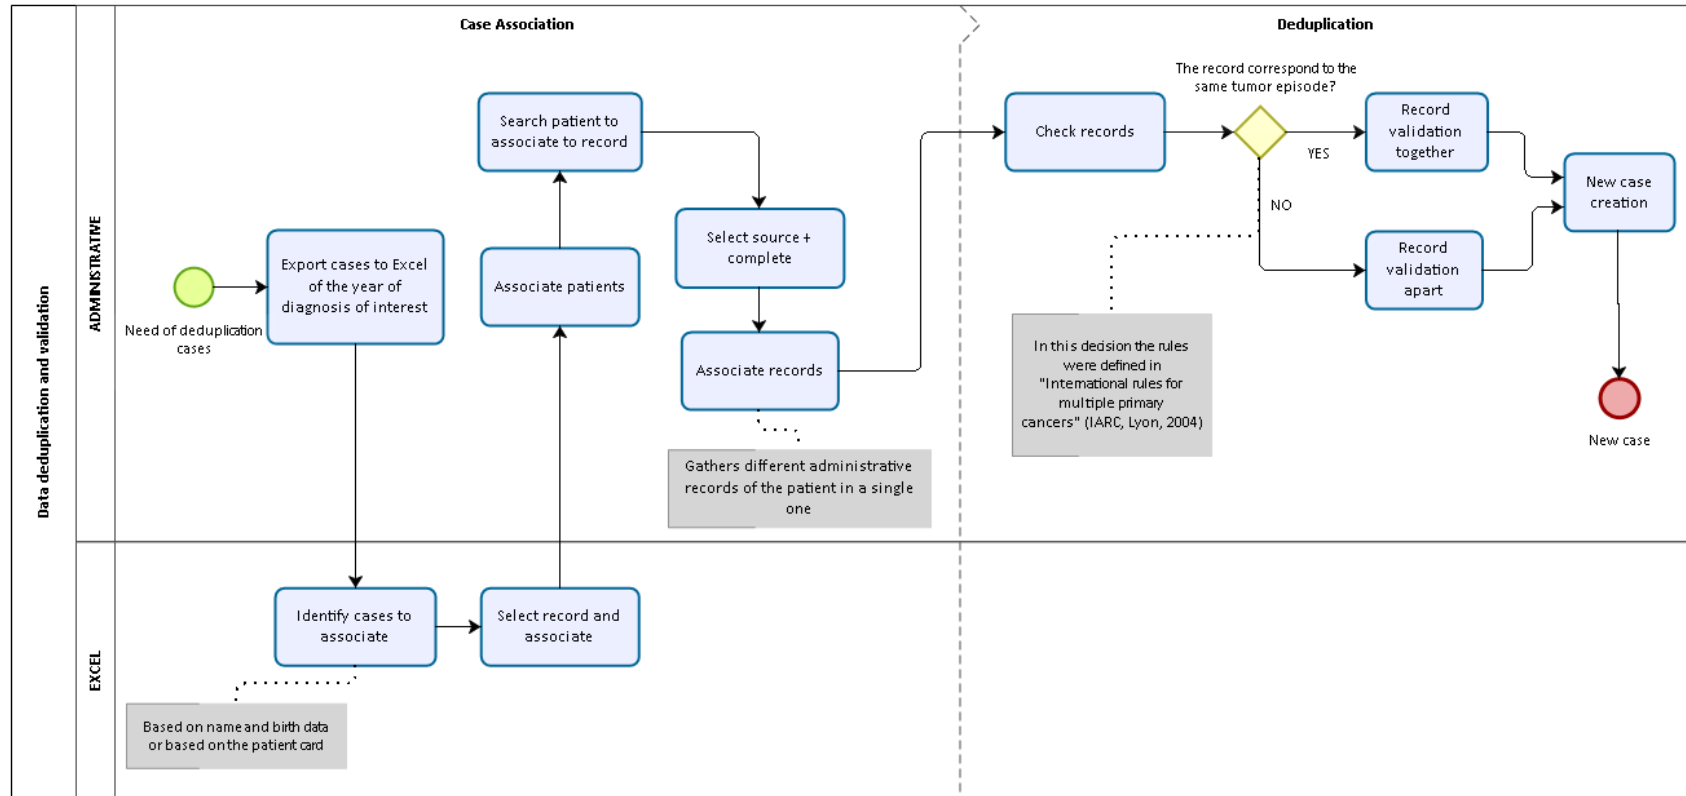 Case Association
Deduplication
Data deduplication and validation
ADMINISTRATIVE
EXCEL
Need of deduplication
cases
Export cases to Excel
of the year of
diagnosis of interest
Identify cases to
associate
Based on name and birth data
or based on the patient card
Select record and
associate
Associate patients
Search patient to
associate to record
Select source +
complete
Associate records
Gathers different administrative
records of the patient in a single
one
Check records
The record correspond to the
same tumor episode?
YES
NO
In this decision the rules
were defined in
"International rules for
multiple primary
cancers" (IARC, Lyon, 2004)
Record
validation
together
Record
validation
apart
New case
creation
New case